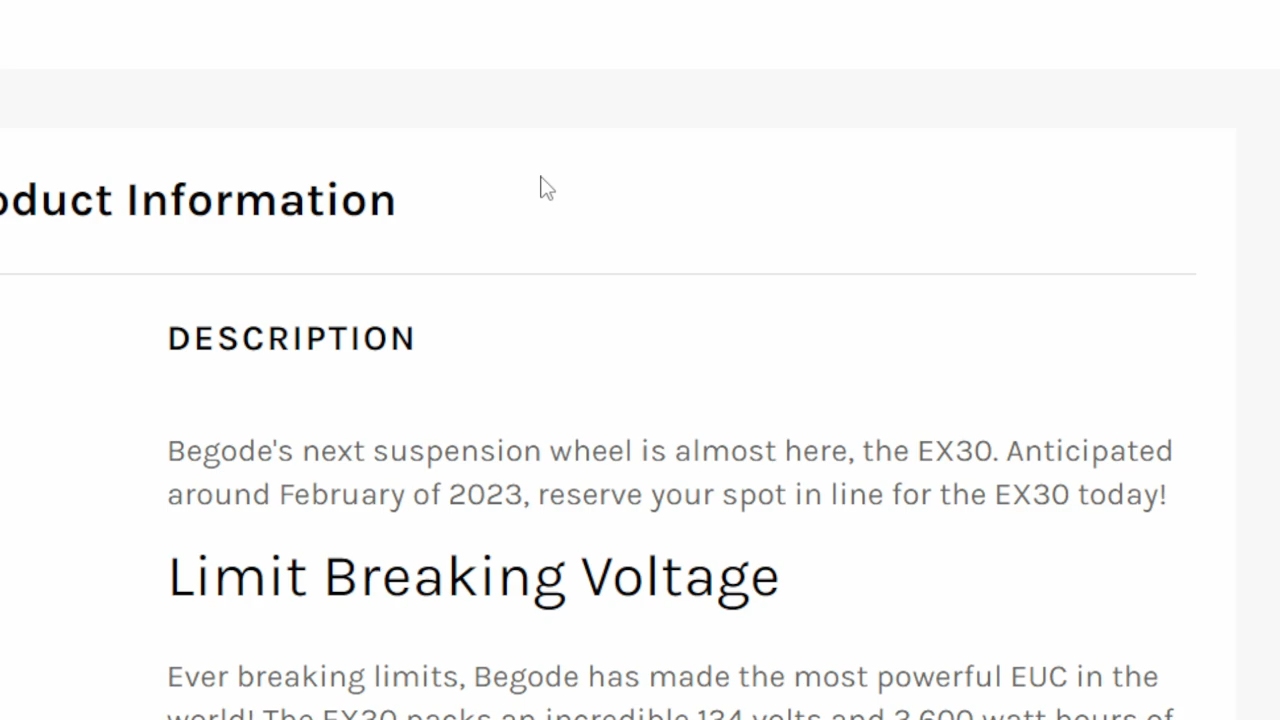 oduct Information
DESCRIPTION
Begode's next suspension wheel is almost here, the EX30. Anticipated
around February of 2023, reserve your spot in line for the EX30 today!
Limit Breaking Voltage
Ever breaking limits, Begode has made the most powerful EUC in the
world! The EX30 packs an incredible 134 volts and 3,600 watt hours of